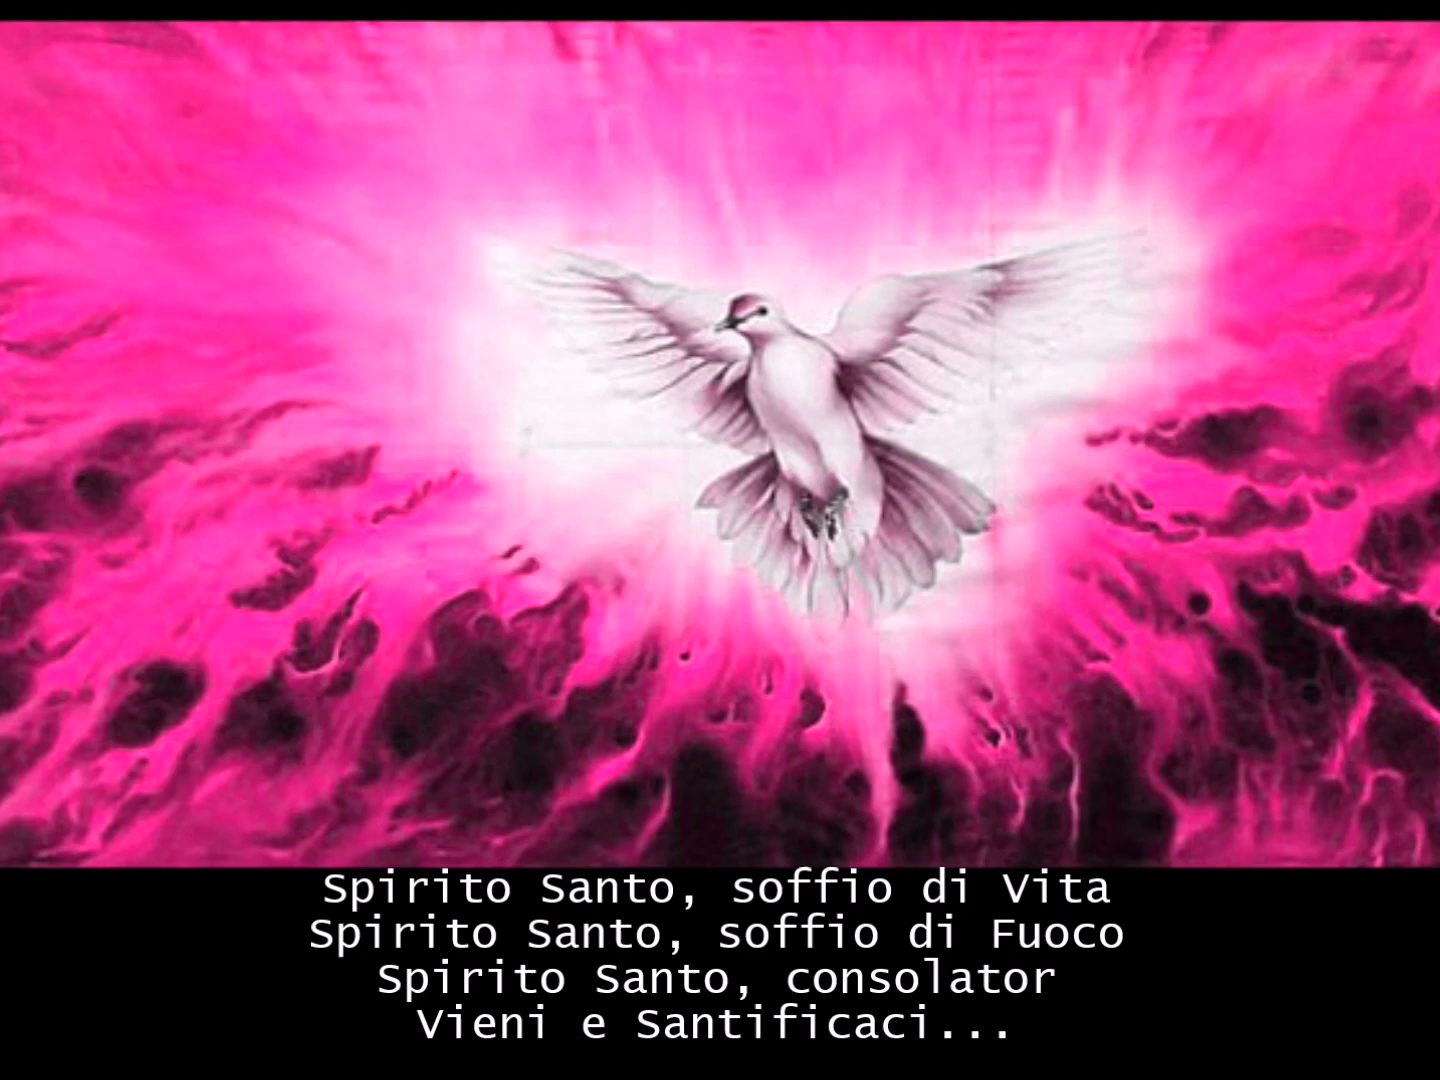 Spirito Santo, soffio di Vita
Spirito Santo, soffio di Fuoco
Spirito Santo, consolator
Vieni e Santificaci...